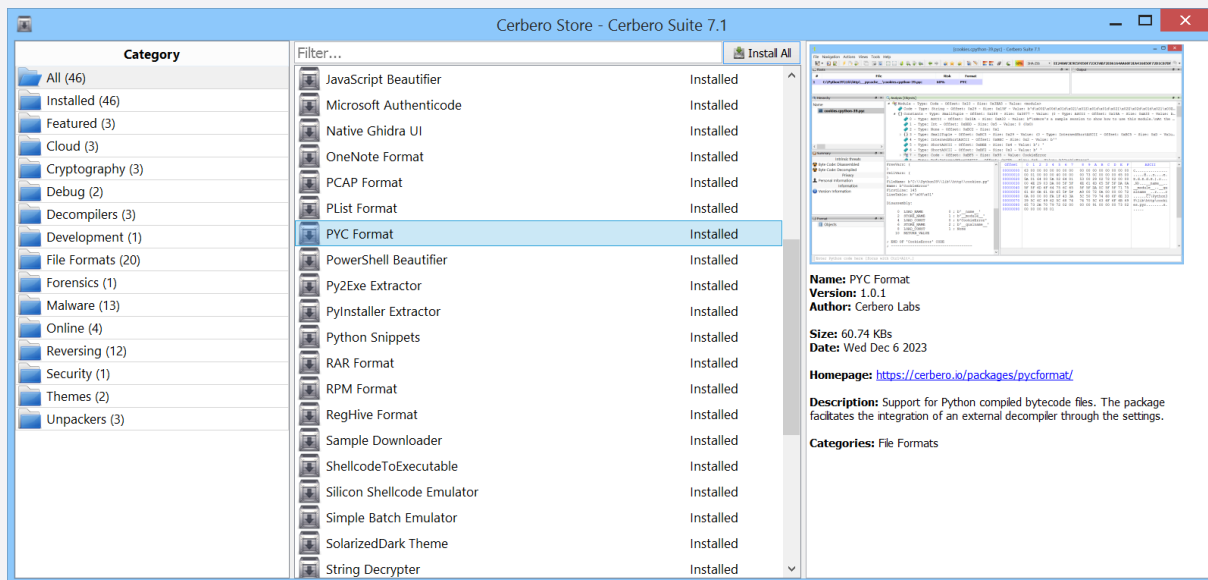 Cerbero Store - Cerbero Suite 7.1
Category
All (46)
Installed (46)
Featured (3)
Cloud (3)
Cryptography (3)
Debug (2)
Decompilers (3)
Development (1)
File Formats (20)
Forensics (1)
Malware (13)
Online (4)
Reversing (12)
Security (1)
Themes (2)
Unpackers (3)
Filter...
Install All
JavaScript Beautifier Installed
Microsoft Authenticode Installed
Native Ghidra UI Installed
OneNote Format Installed
PCAP Format Installed
PList Format Installed
PYC Format Installed
PowerShell Beautifier Installed
Py2Exe Extractor Installed
PyInstaller Extractor Installed
Python Snippets Installed
RAR Format Installed
RPM Format Installed
RegHive Format Installed
Sample Downloader Installed
ShellcodeToExecutable Installed
Silicon Shellcode Emulator Installed
Simple Batch Emulator Installed
SolarizedDark Theme Installed
String Decrypter Installed
Name: PYC Format
Version: 1.0.1
Author: Cerbero Labs
Size: 60.74 KBs
Date: Wed Dec 6 2023
Homepage: https://cerbero.io/packages/pycformat/
Description: Support for Python compiled bytecode files. The package
facilitates the integration of an external decompiler through the settings.
Categories: File Formats